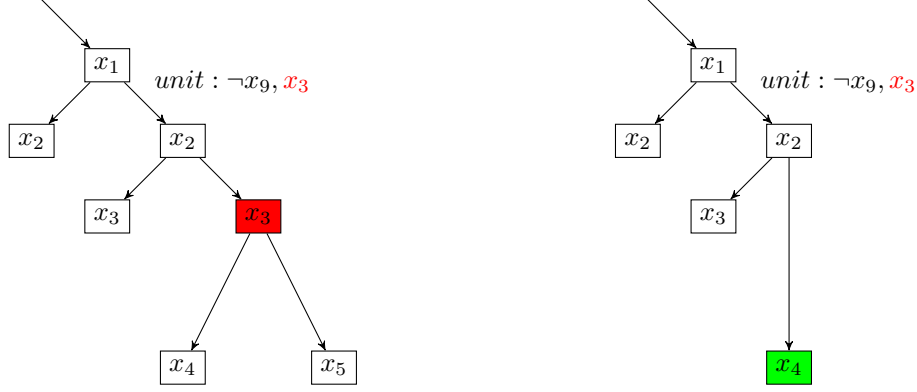 x₁ x₁
unit : ¬x₉, x₃ unit : ¬x₉, x₃
x₂ x₂ x₂ x₂
x₃ x₃ x₃
x₄ x₅ x₄